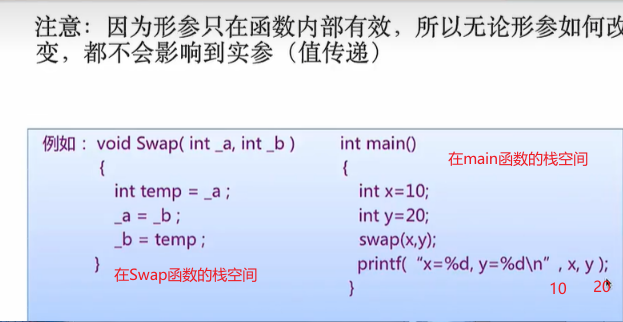 注意：因为形参只在函数内部有效，所以无论形参如何改
变，都不会影响到实参（值传递）
例如：void Swap( int _a, int _b )
{
int temp = _a ;
_a = _b ;
_b = temp ;
}
在Swap函数的栈空间
int main()
在main函数的栈空间
{
int x=10;
int y=20;
swap(x,y);
printf( “x=%d, y=%d\n” , x, y );
10 20
}